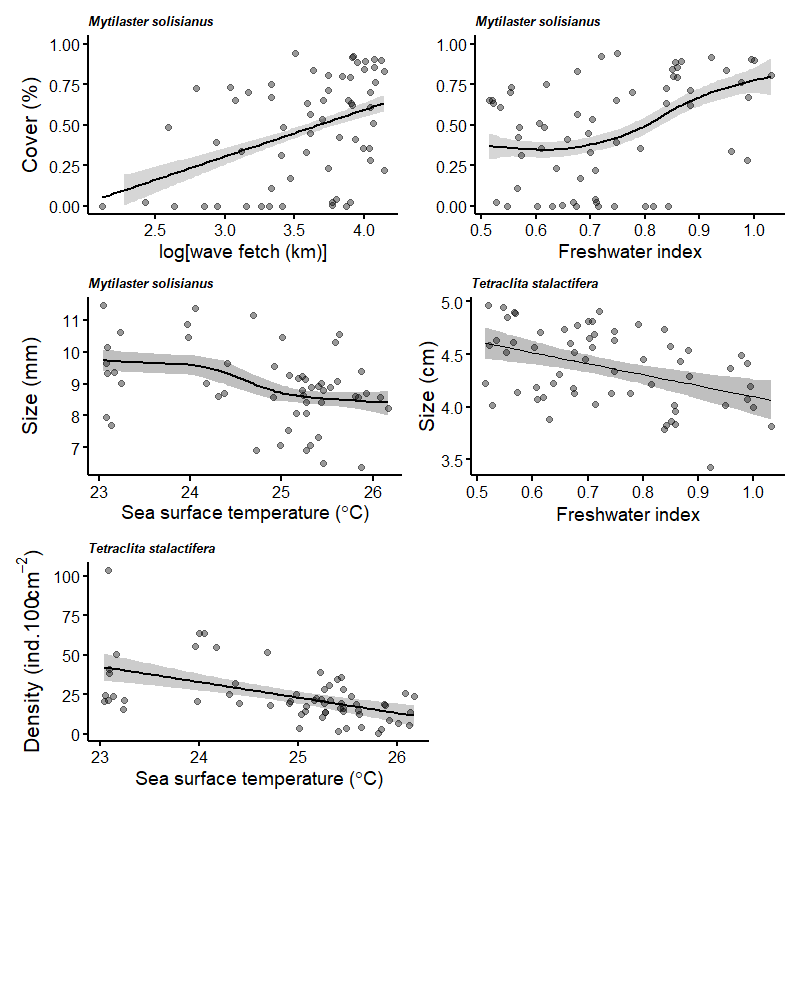 Mytilaster solisianus
Cover (%)
1.00
0.75
0.50
0.25
0.00
2.5 3.0 3.5 4.0
log[wave fetch (km)]
Mytilaster solisianus
1.00
0.75
0.50
0.25
0.00
0.5 0.6 0.7 0.8 0.9 1.0
Freshwater index
Mytilaster solisianus
Size (mm)
11
10
9
8
7
23 24 25 26
Sea surface temperature (°C)
Tetraclita stalactifera
Size (cm)
5.0
4.5
4.0
3.5
0.5 0.6 0.7 0.8 0.9 1.0
Freshwater index
Tetraclita stalactifera
Density (ind.100cm⁻²)
100
75
50
25
0
23 24 25 26
Sea surface temperature (°C)